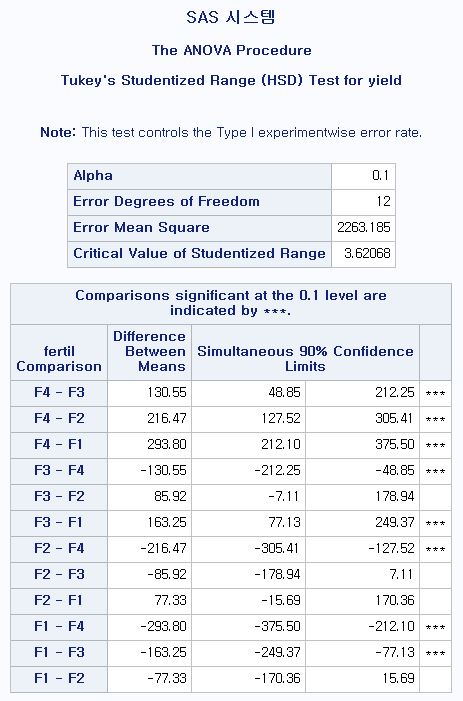 SAS 시스템
The ANOVA Procedure
Tukey's Studentized Range (HSD) Test for yield
Note: This test controls the Type I experimentwise error rate.
Alpha 0.1
Error Degrees of Freedom 12
Error Mean Square 2263.185
Critical Value of Studentized Range 3.62068
Comparisons significant at the 0.1 level are
indicated by ***.
fertil
Comparison
Difference
Between
Means
Simultaneous 90% Confidence
Limits
F4 - F3 130.55 48.85 212.25 ***
F4 - F2 216.47 127.52 305.41 ***
F4 - F1 293.80 212.10 375.50 ***
F3 - F4 -130.55 -212.25 -48.85 ***
F3 - F2 85.92 -7.11 178.94
F3 - F1 163.25 77.13 249.37 ***
F2 - F4 -216.47 -305.41 -127.52 ***
F2 - F3 -85.92 -178.94 7.11
F2 - F1 77.33 -15.69 170.36
F1 - F4 -293.80 -375.50 -212.10 ***
F1 - F3 -163.25 -249.37 -77.13 ***
F1 - F2 -77.33 -170.36 15.69